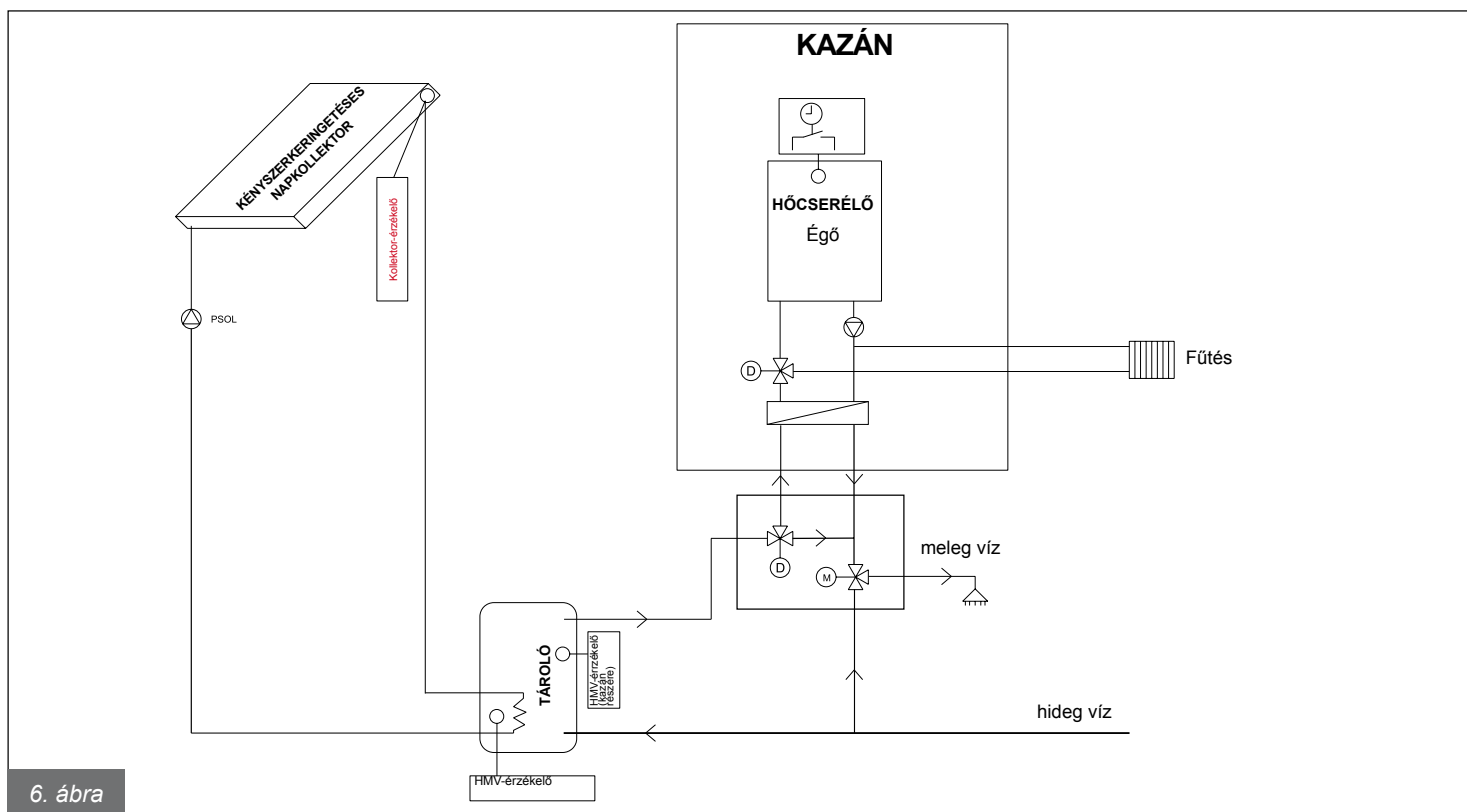 KAZÁN
KÉNYSZERKERINGETÉSES
NAPKOLLEKTOR
Kollektor-érzékelő
HŐCSERÉLŐ
Égő
PSOL
D
Fűtés
D
M
meleg víz
TÁROLÓ
HMV-érrzékelő
(kazán
részére)
hideg víz
HMV-érzékelő
6. ábra